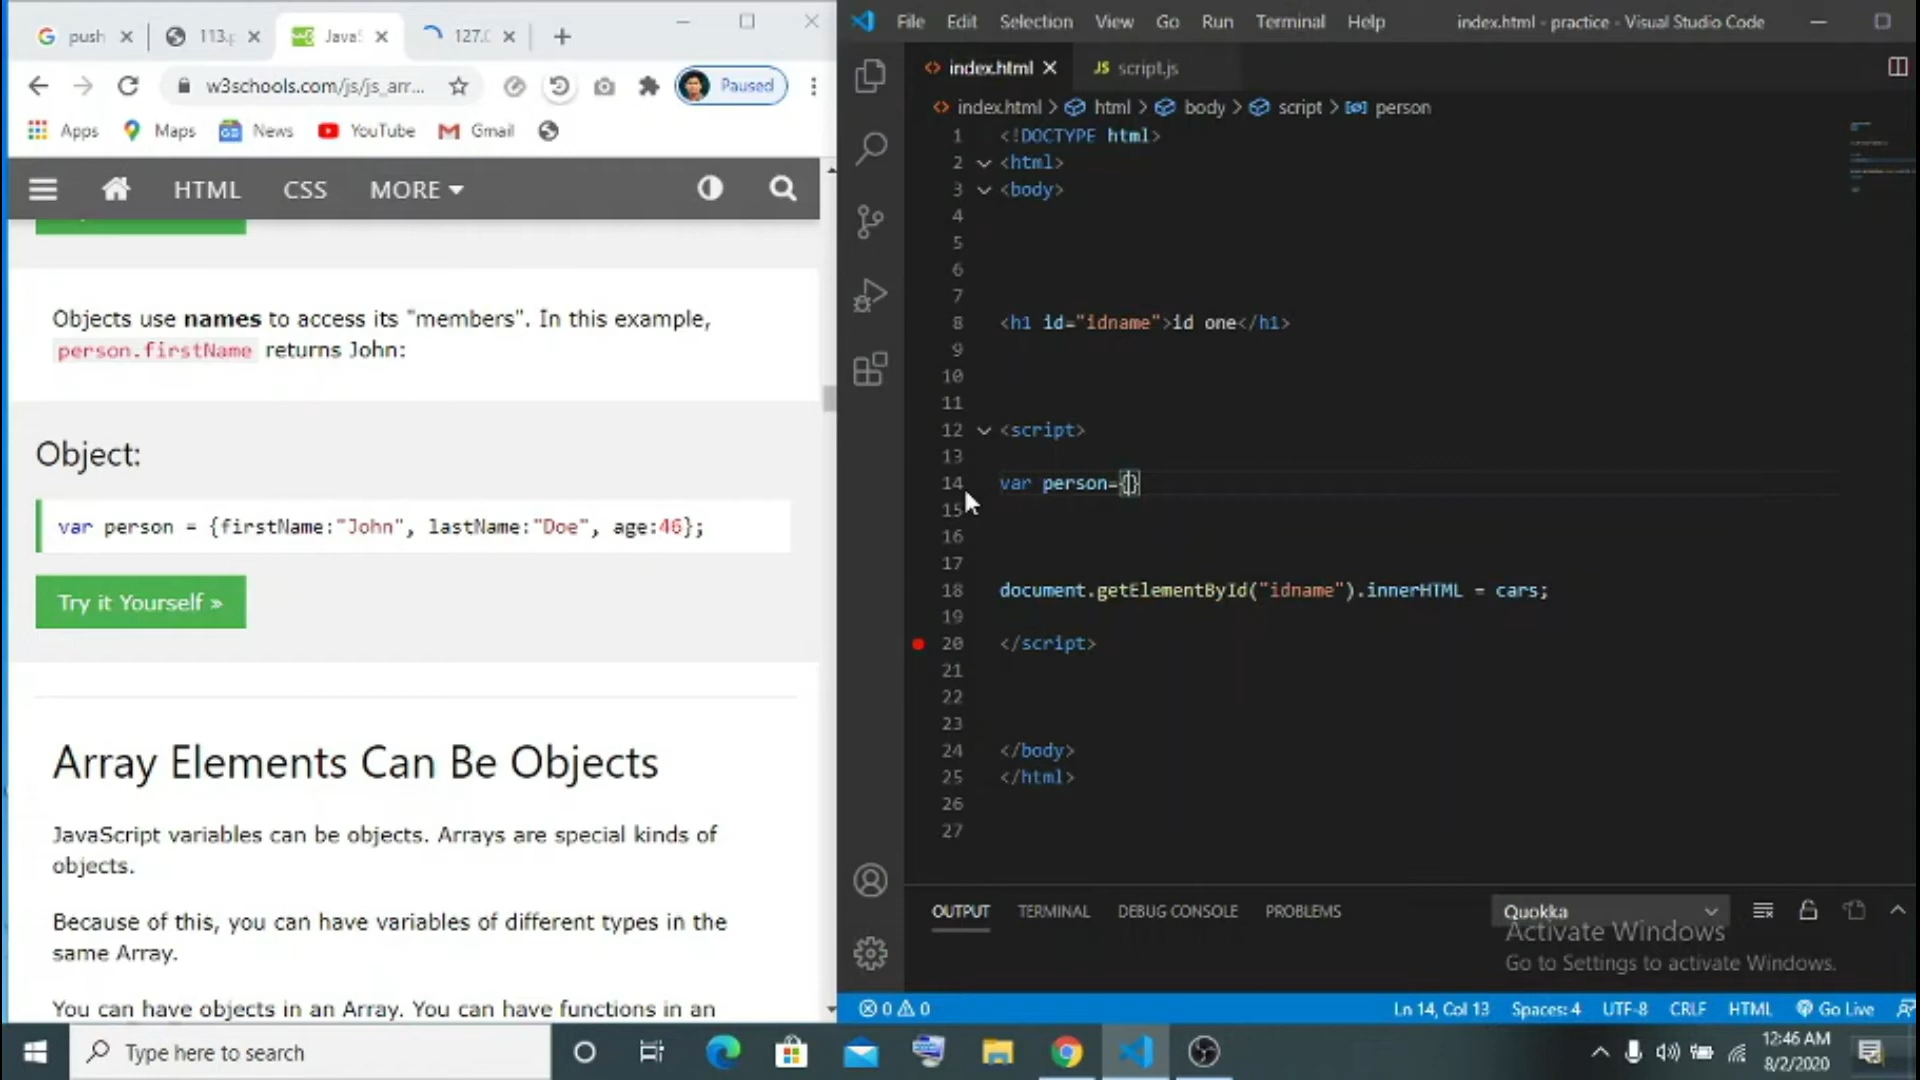 push
113.p
JavaS
127.0
w3schools.com/js/js_arr...
Paused
Apps
Maps
News
YouTube
Gmail
HTML
CSS
MORE
Objects use names to access its "members". In this example,
person.firstName returns John:
Object:
var person = {firstName:"John", lastName:"Doe", age:46};
Try it Yourself »
Array Elements Can Be Objects
JavaScript variables can be objects. Arrays are special kinds of
objects.
Because of this, you can have variables of different types in the
same Array.
You can have objects in an Array. You can have functions in an
File Edit Selection View Go Run Terminal Help
index.html - practice - Visual Studio Code
index.html
JS script.js
index.html > html > body > script > person
1 <!DOCTYPE html>
2 <html>
3 <body>
4
5
6
7
8 <h1 id="idname">id one</h1>
9
10
11
12 <script>
13
14 var person={}
15
16
17
18 document.getElementById("idname").innerHTML = cars;
19
20 </script>
21
22
23
24 </body>
25 </html>
26
27
OUTPUT TERMINAL DEBUG CONSOLE PROBLEMS
Quokka
Activate Windows
Go to Settings to activate Windows.
0 0
Ln 14, Col 13 Spaces: 4 UTF-8 CRLF HTML Go Live
Type here to search
12:46 AM
8/2/2020